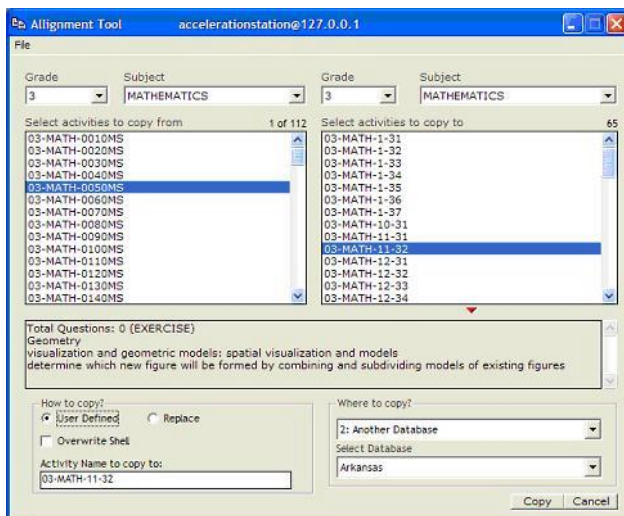 Allignment Tool accelerationstation@127.0.0.1
File
Grade Subject Grade Subject
3 MATHEMATICS 3 MATHEMATICS
Select activities to copy from 1 of 112 Select activities to copy to 65
03-MATH-0010MS
03-MATH-0020MS
03-MATH-0030MS
03-MATH-0040MS
03-MATH-0050MS
03-MATH-0060MS
03-MATH-0070MS
03-MATH-0080MS
03-MATH-0090MS
03-MATH-0100MS
03-MATH-0110MS
03-MATH-0120MS
03-MATH-0130MS
03-MATH-0140MS
03-MATH-1-31
03-MATH-1-32
03-MATH-1-33
03-MATH-1-34
03-MATH-1-35
03-MATH-1-36
03-MATH-1-37
03-MATH-10-31
03-MATH-11-31
03-MATH-11-32
03-MATH-12-31
03-MATH-12-32
03-MATH-12-33
03-MATH-12-34
Total Questions: 0 (EXERCISE)
Geometry
visualization and geometric models: spatial visualization and models
determine which new figure will be formed by combining and subdividing models of existing figures
How to copy?
User Defined Replace
Overwrite Shell
Activity Name to copy to:
03-MATH-11-32
Where to copy?
2: Another Database
Select Database
Arkansas
Copy Cancel